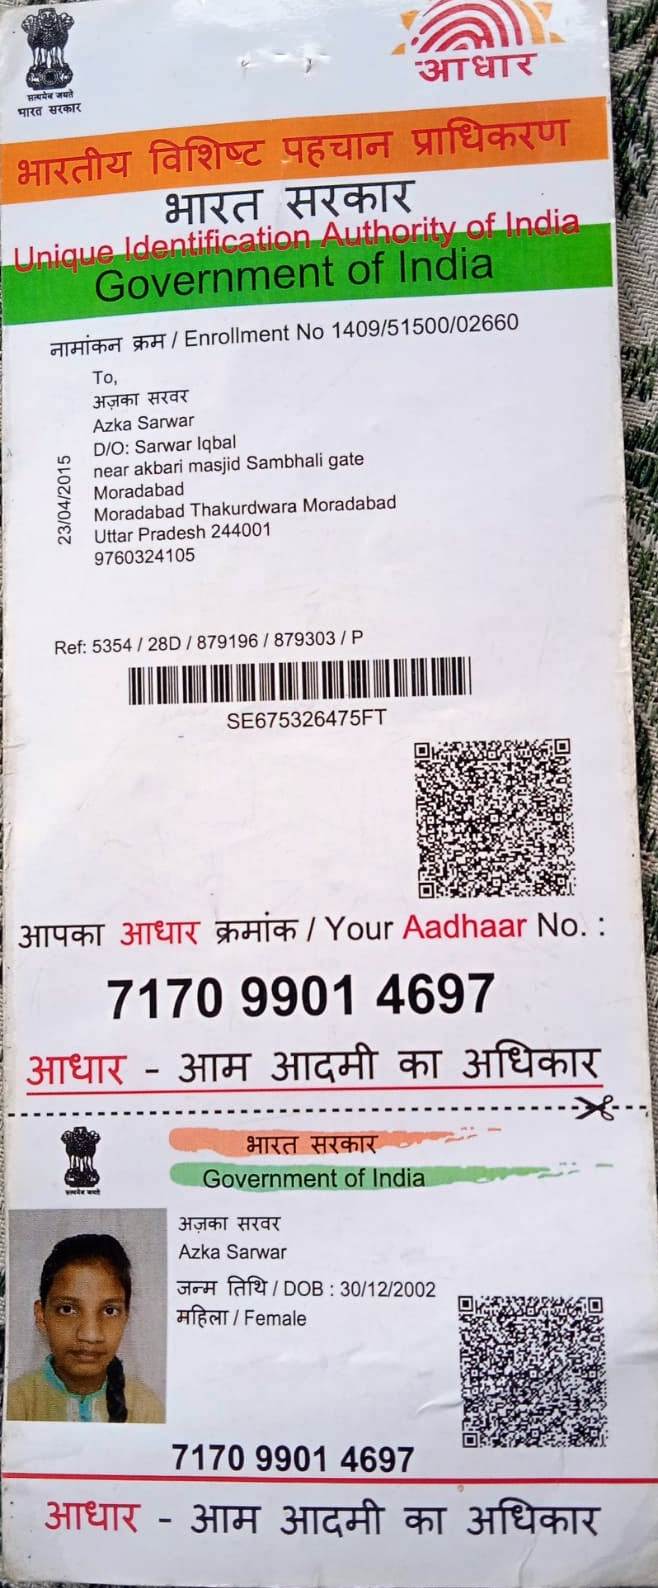 सत्यमेव जयते
भारत सरकार
आधार
भारतीय विशिष्ट पहचान प्राधिकरण
भारत सरकार
Unique Identification Authority of India
Government of India
नामांकन क्रम / Enrollment No 1409/51500/02660
To,
अज़का सरवर
Azka Sarwar
D/O: Sarwar Iqbal
near akbari masjid Sambhali gate
Moradabad
Moradabad Thakurdwara Moradabad
Uttar Pradesh 244001
9760324105
23/04/2015
Ref: 5354 / 28D / 879196 / 879303 / P
SE675326475FT
आपका आधार क्रमांक / Your Aadhaar No. :
7170 9901 4697
आधार - आम आदमी का अधिकार
सत्यमेव जयते
भारत सरकार
Government of India
अज़का सरवर
Azka Sarwar
जन्म तिथि / DOB : 30/12/2002
महिला / Female
7170 9901 4697
आधार - आम आदमी का अधिकार